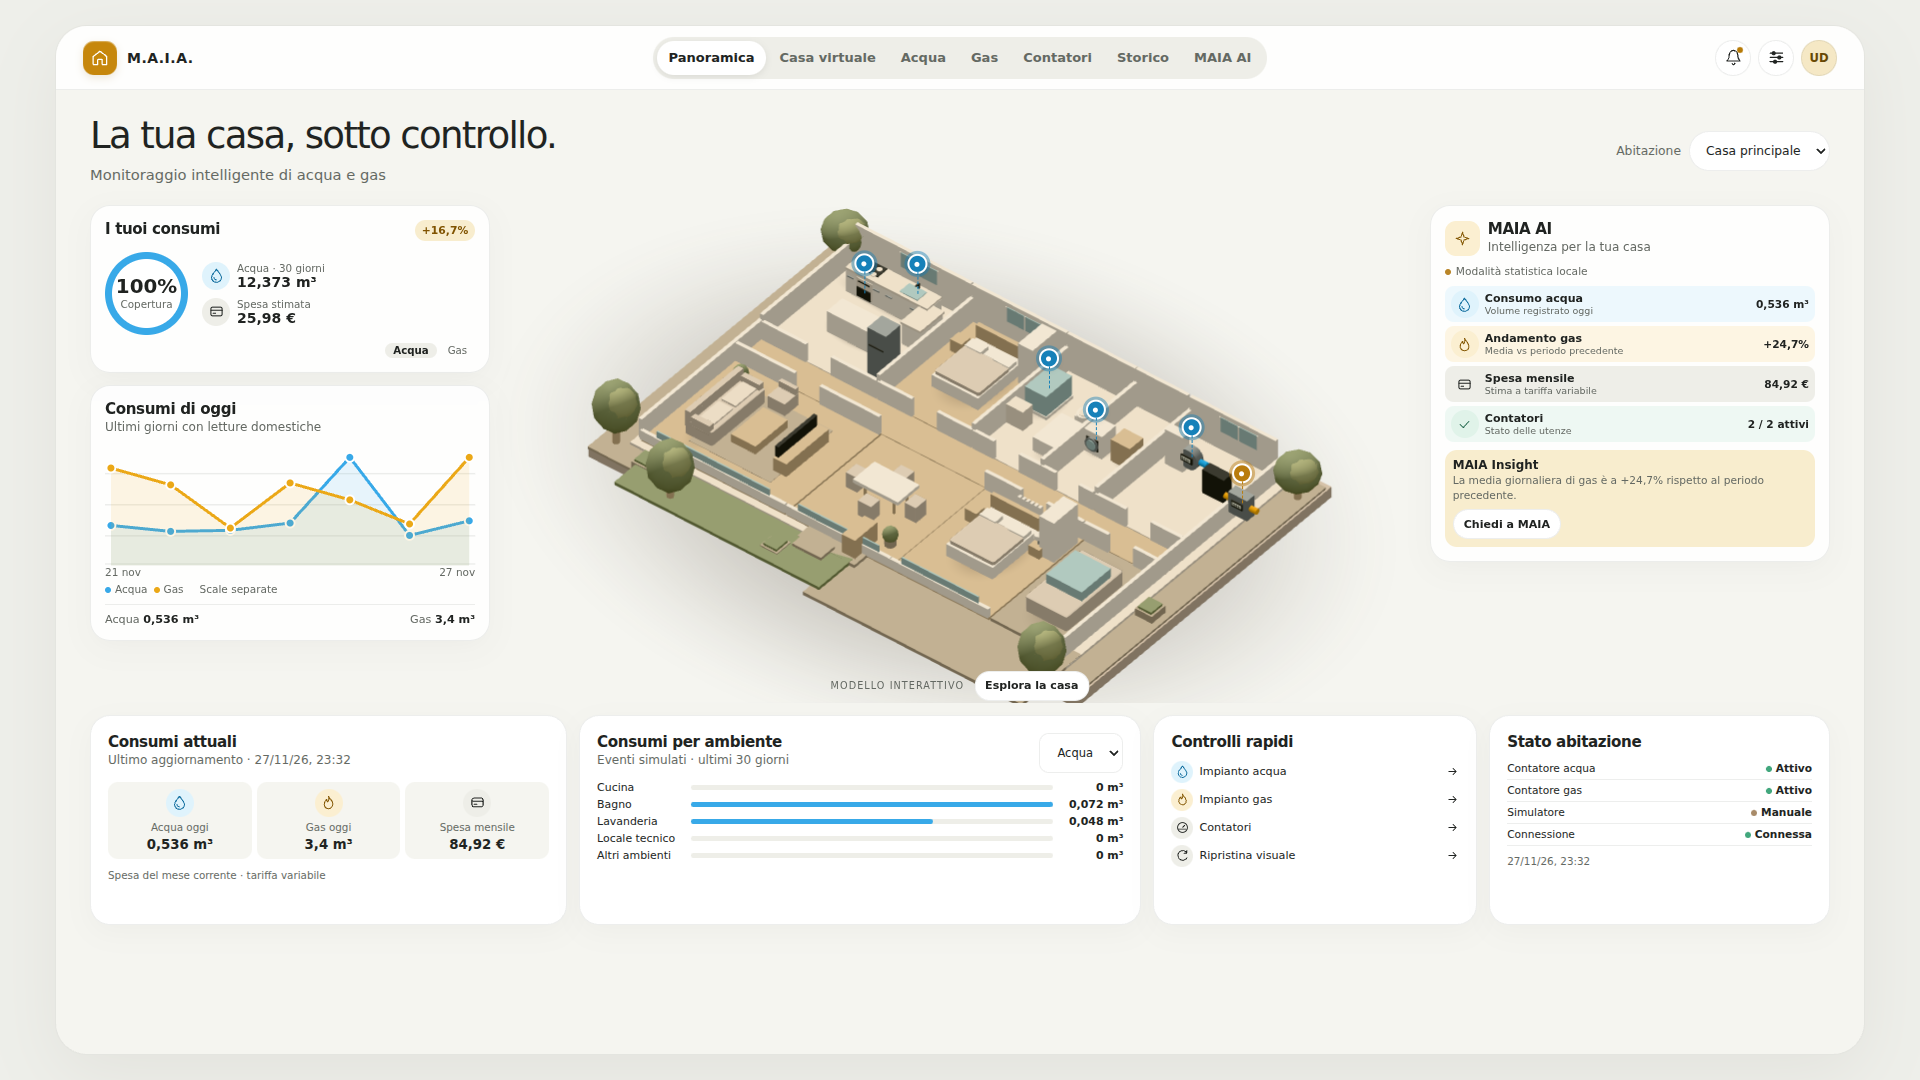 M.A.I.A.
Panoramica
Casa virtuale
Acqua
Gas
Contatori
Storico
MAIA AI
UD
La tua casa, sotto controllo.
Monitoraggio intelligente di acqua e gas
Abitazione
Casa principale
I tuoi consumi
+16,7%
100%
Copertura
Acqua · 30 giorni
12,373 m³
Spesa stimata
25,98 €
Acqua
Gas
Consumi di oggi
Ultimi giorni con letture domestiche
21 nov
27 nov
Acqua
Gas
Scale separate
Acqua 0,536 m³
Gas 3,4 m³
MODELLO INTERATTIVO
Esplora la casa
MAIA AI
Intelligenza per la tua casa
Modalità statistica locale
Consumo acqua
Volume registrato oggi
0,536 m³
Andamento gas
Media vs periodo precedente
+24,7%
Spesa mensile
Stima a tariffa variabile
84,92 €
Contatori
Stato delle utenze
2 / 2 attivi
MAIA Insight
La media giornaliera di gas è a +24,7% rispetto al periodo
precedente.
Chiedi a MAIA
Consumi attuali
Ultimo aggiornamento · 27/11/26, 23:32
Acqua oggi
0,536 m³
Gas oggi
3,4 m³
Spesa mensile
84,92 €
Spesa del mese corrente · tariffa variabile
Consumi per ambiente
Eventi simulati · ultimi 30 giorni
Acqua
Cucina
0 m³
Bagno
0,072 m³
Lavanderia
0,048 m³
Locale tecnico
0 m³
Altri ambienti
0 m³
Controlli rapidi
Impianto acqua
Impianto gas
Contatori
Ripristina visuale
Stato abitazione
Contatore acqua
Attivo
Contatore gas
Attivo
Simulatore
Manuale
Connessione
Connessa
27/11/26, 23:32